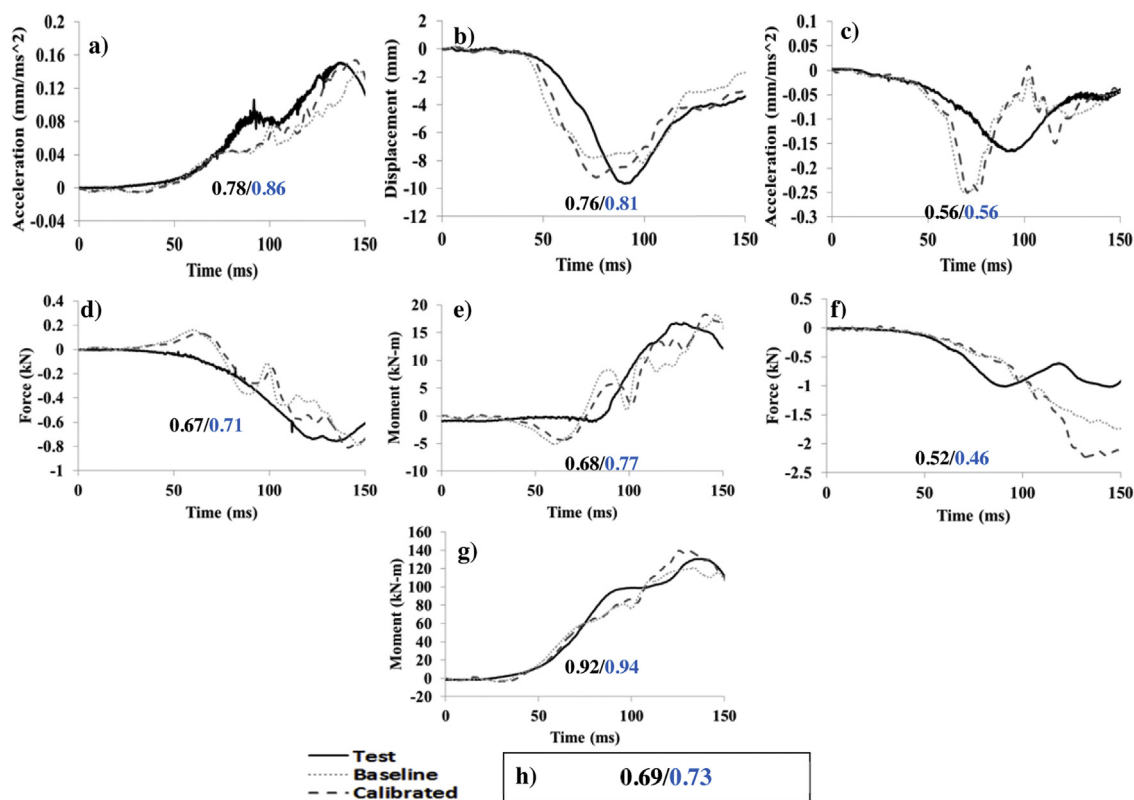 a)
Acceleration (mm/ms^2)
0.2
0.16
0.12
0.08
0.04
0
-0.04
0.78/0.86
0 50 100 150
Time (ms)
b)
Displacement (mm)
2
0
-2
-4
-6
-8
-10
-12
0.76/0.81
0 50 100 150
Time (ms)
c)
Acceleration (mm/ms^2)
0.1
0.05
0
-0.05
-0.1
-0.15
-0.2
-0.25
-0.3
0.56/0.56
0 50 100 150
Time (ms)
d)
Force (kN)
0.4
0.2
0
-0.2
-0.4
-0.6
-0.8
-1
0.67/0.71
0 50 100 150
Time (ms)
e)
Moment (kN-m)
20
15
10
5
0
-5
-10
0.68/0.77
0 50 100 150
Time (ms)
f)
Force (kN)
0.5
0
-0.5
-1
-1.5
-2
-2.5
0.52/0.46
0 50 100 150
Time (ms)
g)
Moment (kN-m)
160
140
120
100
80
60
40
20
0
-20
0.92/0.94
0 50 100 150
Time (ms)
Test
Baseline
Calibrated
h) 0.69/0.73